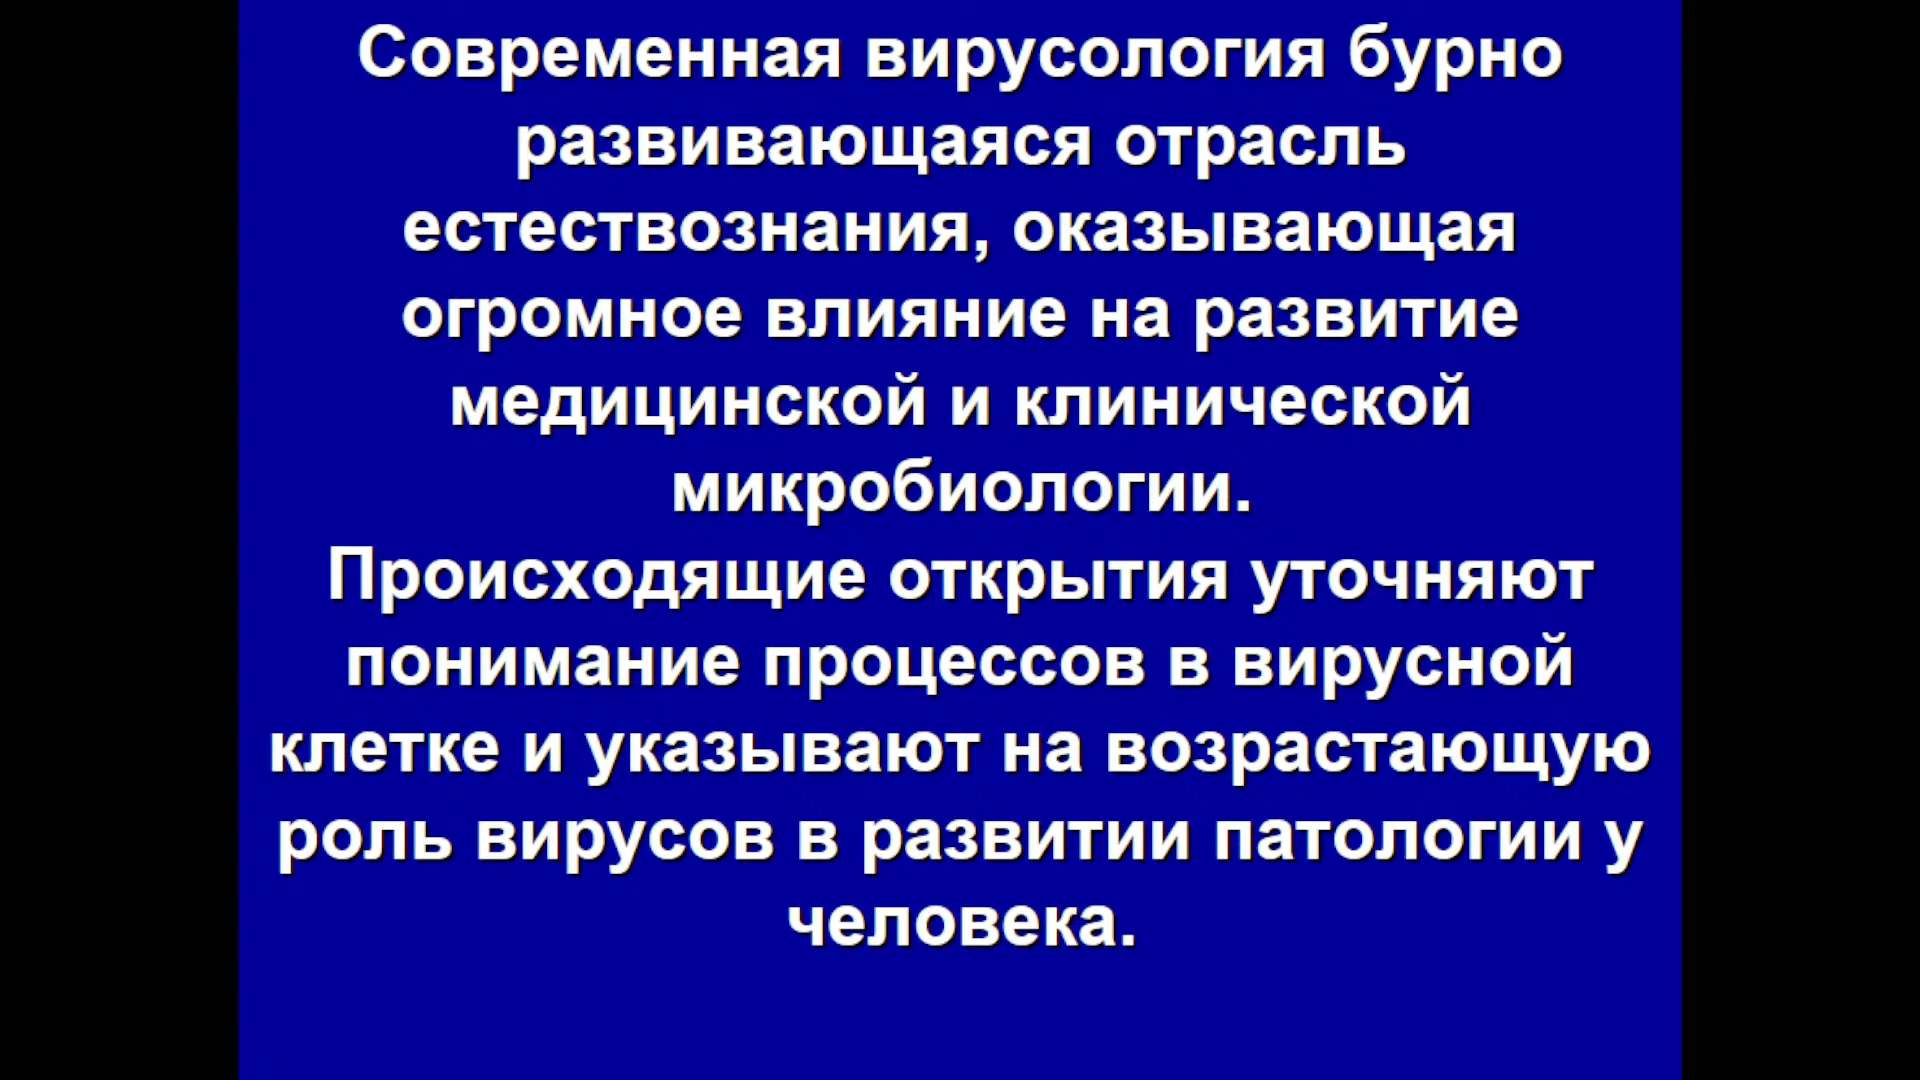 Современная вирусология бурно
развивающаяся отрасль
естествознания, оказывающая
огромное влияние на развитие
медицинской и клинической
микробиологии.
Происходящие открытия уточняют
понимание процессов в вирусной
клетке и указывают на возрастающую
роль вирусов в развитии патологии у
человека.